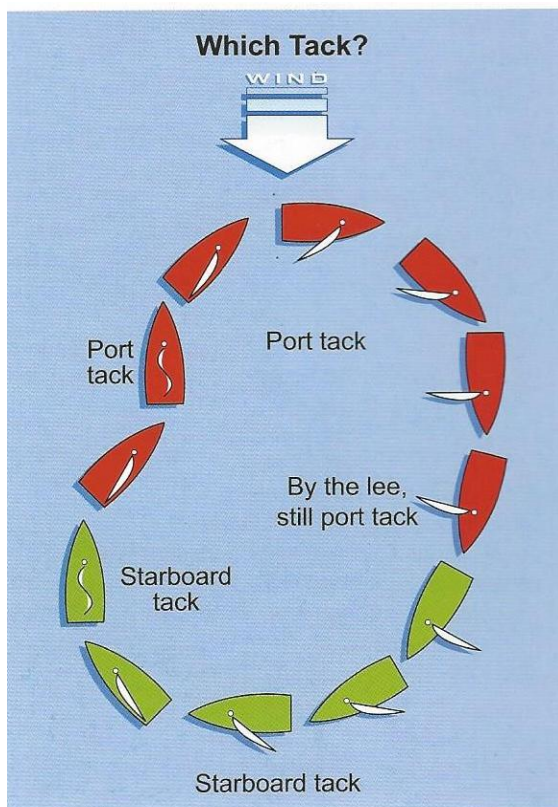 Which Tack?
WIND
Port
tack
Port tack
By the lee,
still port tack
Starboard
tack
Starboard tack